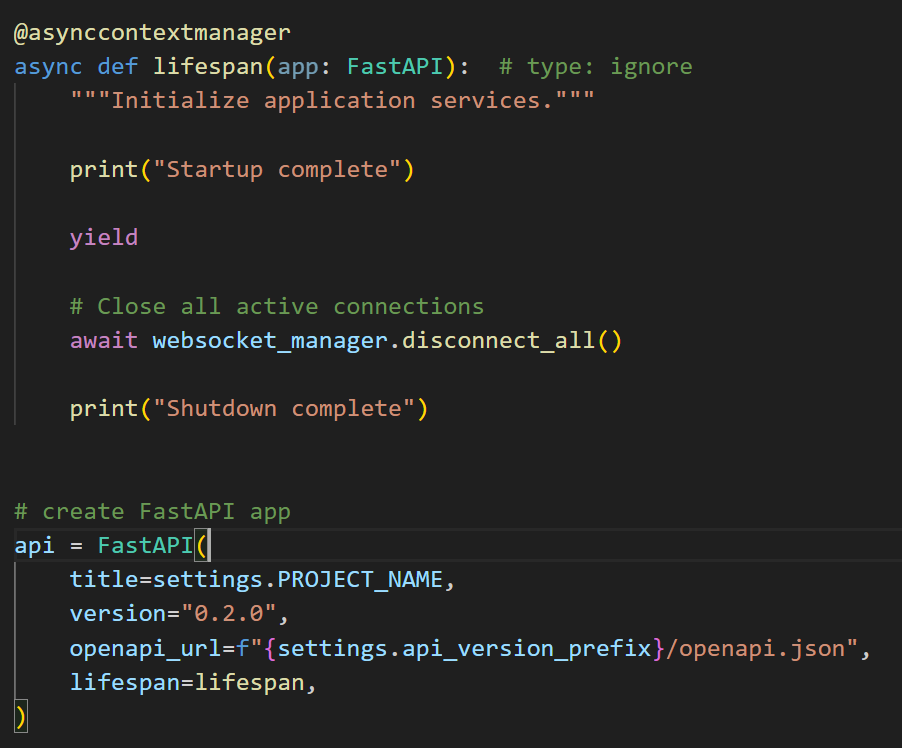 @asynccontextmanager
async def lifespan(app: FastAPI):  # type: ignore
    """Initialize application services."""

    print("Startup complete")

    yield

    # Close all active connections
    await websocket_manager.disconnect_all()

    print("Shutdown complete")


# create FastAPI app
api = FastAPI(
    title=settings.PROJECT_NAME,
    version="0.2.0",
    openapi_url=f"{settings.api_version_prefix}/openapi.json",
    lifespan=lifespan,
)